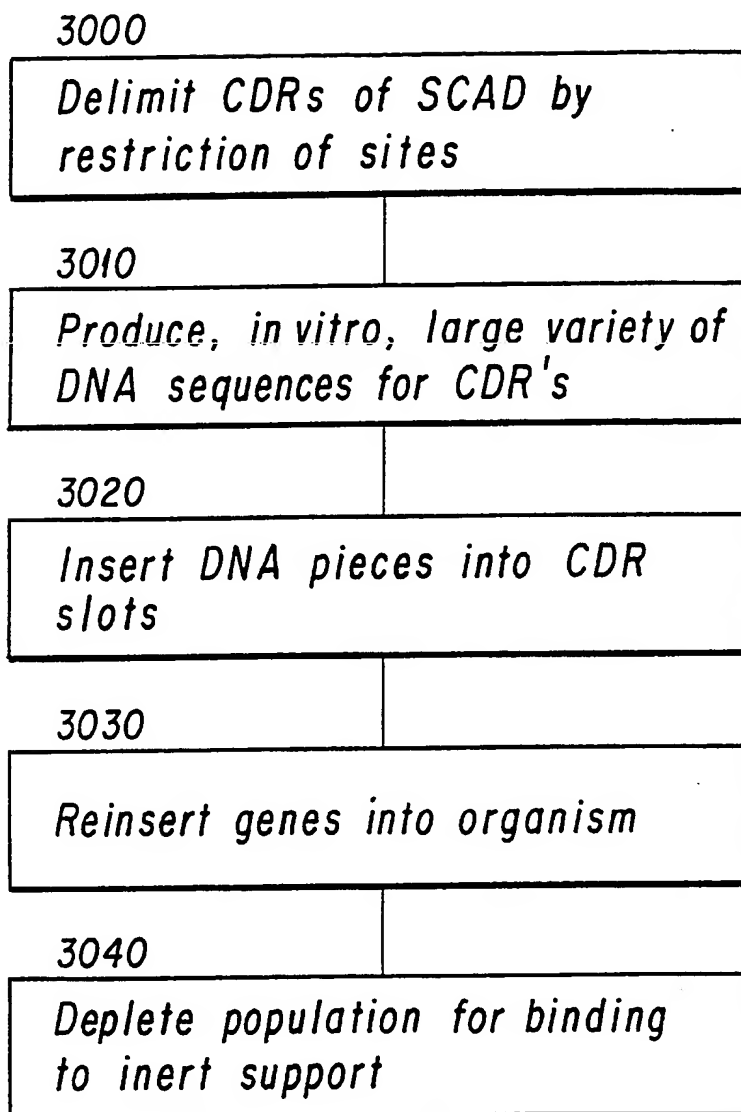 3000
Delimit CDRs of SCAD by
restriction of sites
3010
Produce, in vitro, large variety of
DNA sequences for CDR's
3020
Insert DNA pieces into CDR
slots
3030
Reinsert genes into organism
3040
Deplete population for binding
to inert support